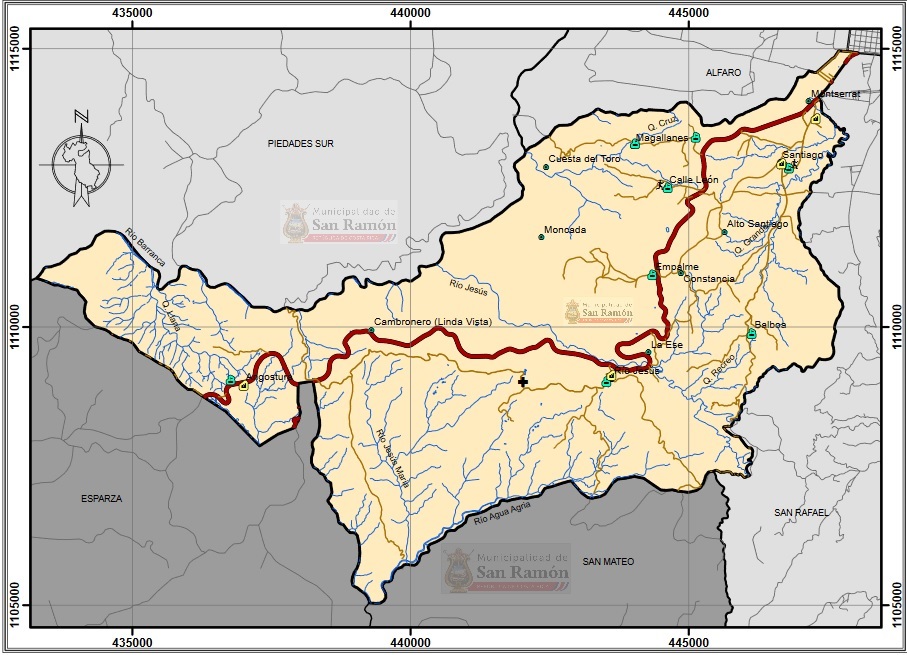 435000
440000
445000
1115000
1115000
ALFARO
Montserrat
Q. Cruz
Magallanes
PIEDADES SUR
Santiago
Cuesta del Toro
Calle León
N
Municipalidad de
San Ramón
Alto Santiago
Moncada
Q. Grande
Río Barranca
Empalme
Constancia
Río Jesús
Municipalidad de
San Ramón
1110000
1110000
Cambronero (Linda Vista)
Balboa
La Ese
Río Jesús
Angostura
Q. Recreo
Río Jesús María
ESPARZA
Río Agua Agria
SAN RAFAEL
Municipalidad de
San Ramón
SAN MATEO
1105000
1105000
435000
440000
445000